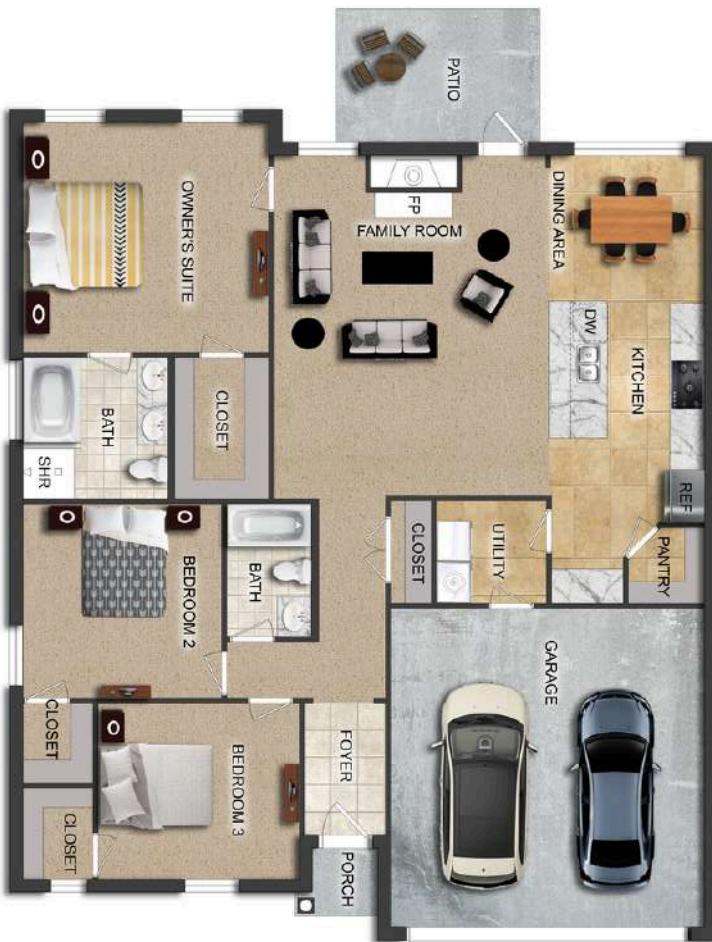 PATIO
OWNER'S SUITE
FP
FAMILY ROOM
DINING AREA
DW
KITCHEN
REF
BATH
SHR
CLOSET
CLOSET
UTILITY
PANTRY
BEDROOM 2
BATH
GARAGE
CLOSET
CLOSET
BEDROOM 3
FOYER
PORCH